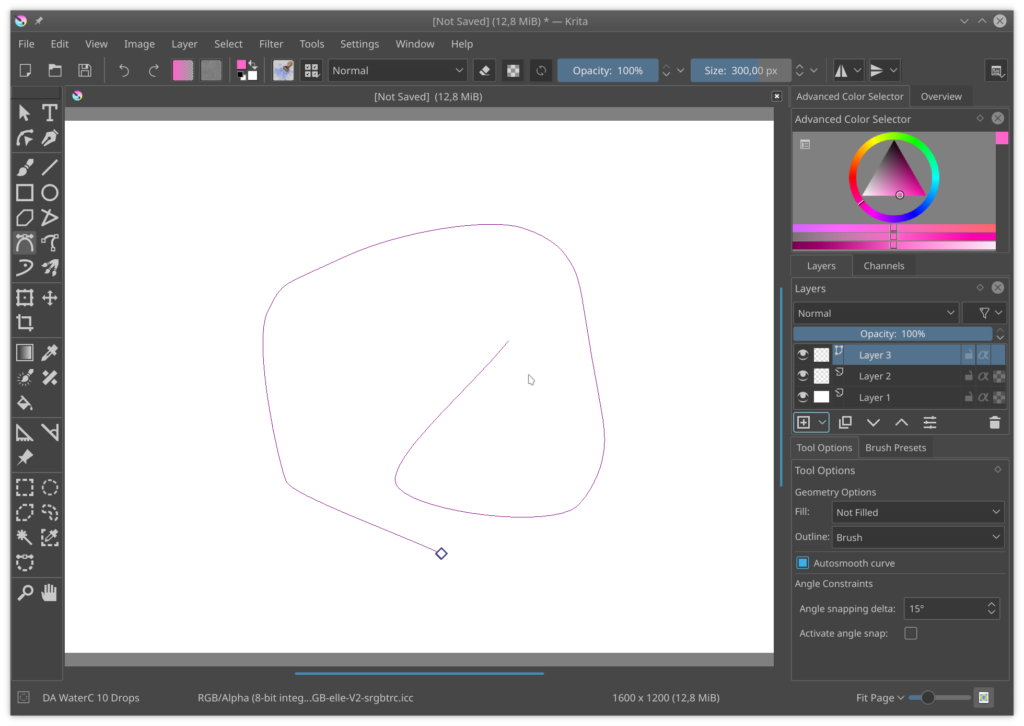 [Not Saved] (12,8 MiB) * — Krita
File Edit View Image Layer Select Filter Tools Settings Window Help
Normal Opacity: 100% Size: 300,00 px
[Not Saved] (12,8 MiB)
Advanced Color Selector Overview
Advanced Color Selector
Layers Channels
Layers
Normal
Opacity: 100%
Layer 3
Layer 2
Layer 1
Tool Options Brush Presets
Tool Options
Geometry Options
Fill: Not Filled
Outline: Brush
Autosmooth curve
Angle Constraints
Angle snapping delta: 15°
Activate angle snap:
DA WaterC 10 Drops RGB/Alpha (8-bit integ...GB-elle-V2-srgbtrc.icc 1600 x 1200 (12,8 MiB) Fit Page